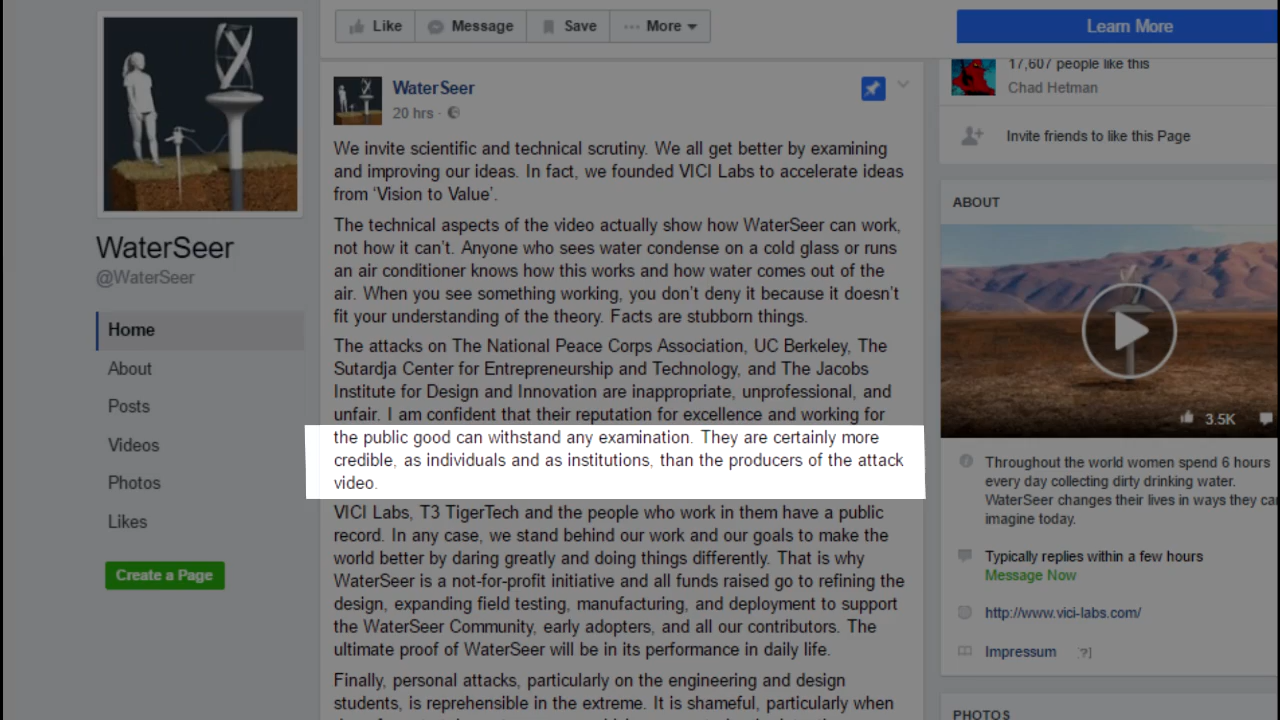 Like
Message
Save
More
Learn More
WaterSeer
@WaterSeer
Home
About
Posts
Videos
Photos
Likes
Create a Page
WaterSeer
20 hrs ·
We invite scientific and technical scrutiny. We all get better by examining
and improving our ideas. In fact, we founded VICI Labs to accelerate ideas
from ‘Vision to Value’.
The technical aspects of the video actually show how WaterSeer can work,
not how it can’t. Anyone who sees water condense on a cold glass or runs
an air conditioner knows how this works and how water comes out of the
air. When you see something working, you don’t deny it because it doesn’t
fit your understanding of the theory. Facts are stubborn things.
The attacks on The National Peace Corps Association, UC Berkeley, The
Sutardja Center for Entrepreneurship and Technology, and The Jacobs
Institute for Design and Innovation are inappropriate, unprofessional, and
unfair. I am confident that their reputation for excellence and working for
the public good can withstand any examination. They are certainly more
credible, as individuals and as institutions, than the producers of the attack
video.
VICI Labs, T3 TigerTech and the people who work in them have a public
record. In any case, we stand behind our work and our goals to make the
world better by daring greatly and doing things differently. That is why
WaterSeer is a not-for-profit initiative and all funds raised go to refining the
design, expanding field testing, manufacturing, and deployment to support
the WaterSeer Community, early adopters, and all our contributors. The
ultimate proof of WaterSeer will be in its performance in daily life.
Finally, personal attacks, particularly on the engineering and design
students, is reprehensible in the extreme. It is shameful, particularly when
17,607 people like this
Chad Hetman
Invite friends to like this Page
ABOUT
3.5K
Throughout the world women spend 6 hours
every day collecting dirty drinking water.
WaterSeer changes their lives in ways they can
imagine today.
Typically replies within a few hours
Message Now
http://www.vici-labs.com/
Impressum [?]
PHOTOS